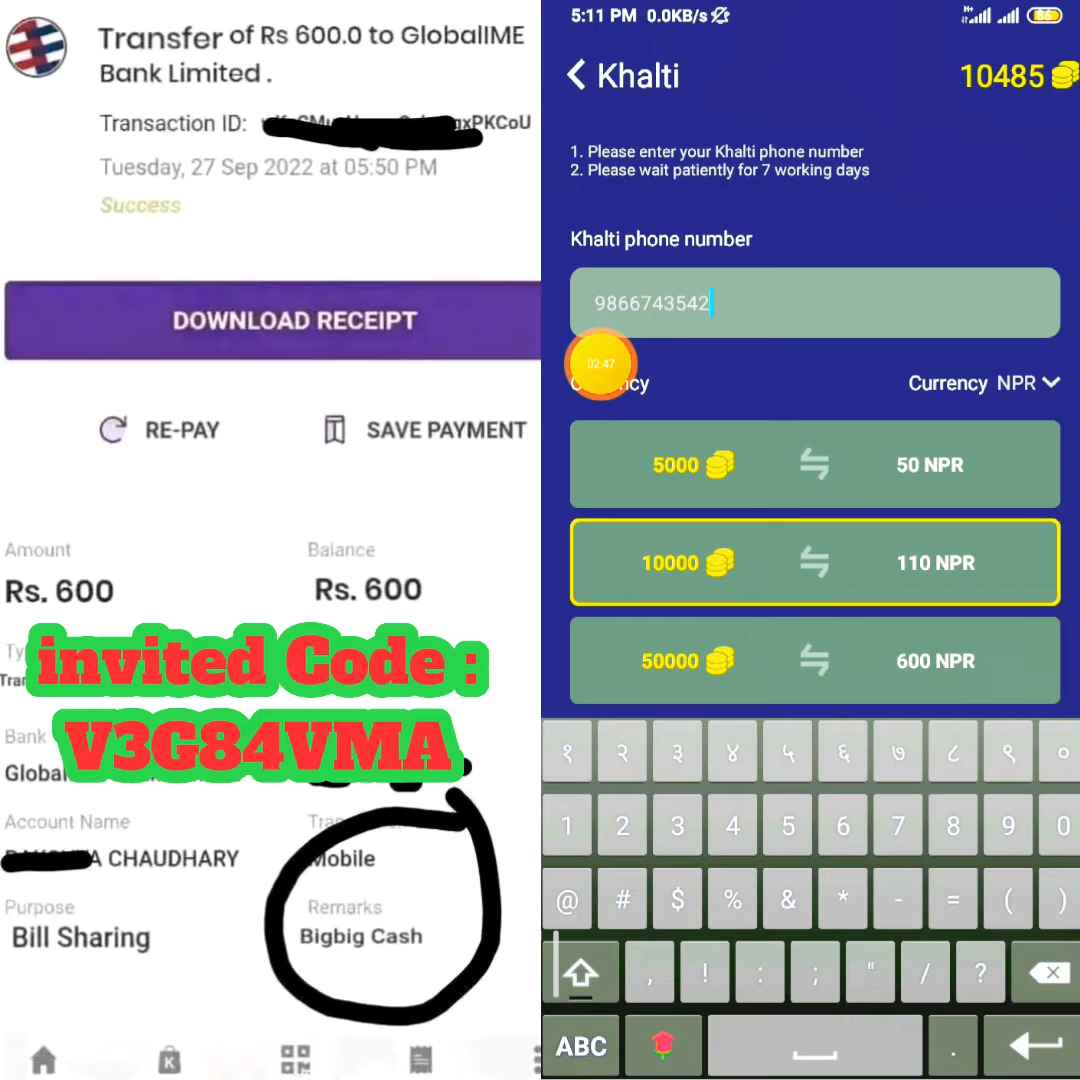 Transfer of Rs 600.0 to GlobalIME
Bank Limited .
Transaction ID:
Tuesday, 27 Sep 2022 at 05:50 PM
Success
DOWNLOAD RECEIPT
RE-PAY
SAVE PAYMENT
Amount
Balance
Rs. 600
Rs. 600
invited Code :
V3G84VMA
Bank
Account Name
CHAUDHARY
Mobile
Purpose
Remarks
Bill Sharing
Bigbig Cash
5:11 PM 0.0KB/s
86
Khalti
10485
1. Please enter your Khalti phone number
2. Please wait patiently for 7 working days
Khalti phone number
9866743542
02:47
Currency NPR
5000
50 NPR
10000
110 NPR
50000
600 NPR
१ २ ३ ४ ५ ६ ७ ८ ९ ०
1 2 3 4 5 6 7 8 9 0
@ # $ % & * - = ( )
, ! : ; " / ?
ABC .